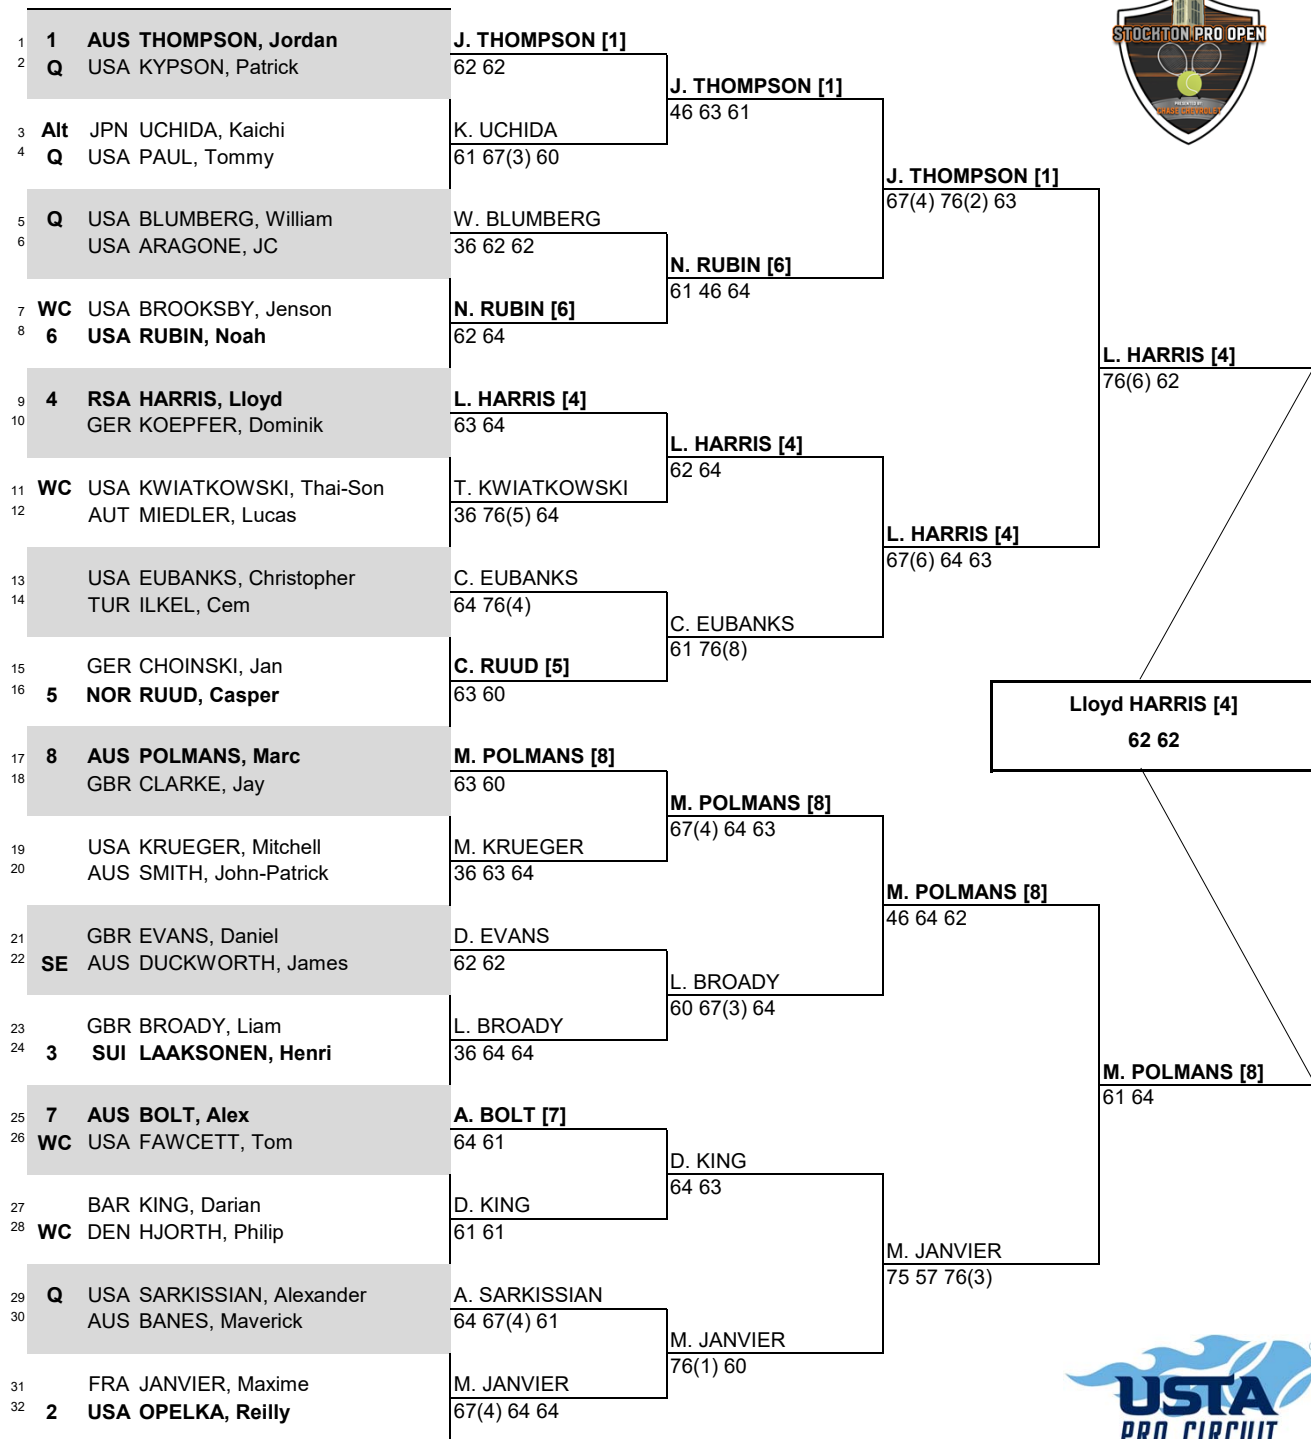 1 1 AUS THOMPSON, Jordan
2 Q USA KYPSON, Patrick
3 Alt JPN UCHIDA, Kaichi
4 Q USA PAUL, Tommy
5 Q USA BLUMBERG, William
6 USA ARAGONE, JC
7 WC USA BROOKSBY, Jenson
8 6 USA RUBIN, Noah
9 4 RSA HARRIS, Lloyd
10 GER KOEPFER, Dominik
11 WC USA KWIATKOWSKI, Thai-Son
12 AUT MIEDLER, Lucas
13 USA EUBANKS, Christopher
14 TUR ILKEL, Cem
15 GER CHOINSKI, Jan
16 5 NOR RUUD, Casper
17 8 AUS POLMANS, Marc
18 GBR CLARKE, Jay
19 USA KRUEGER, Mitchell
20 AUS SMITH, John-Patrick
21 GBR EVANS, Daniel
22 SE AUS DUCKWORTH, James
23 GBR BROADY, Liam
24 3 SUI LAAKSONEN, Henri
25 7 AUS BOLT, Alex
26 WC USA FAWCETT, Tom
27 BAR KING, Darian
28 WC DEN HJORTH, Philip
29 Q USA SARKISSIAN, Alexander
30 AUS BANES, Maverick
31 FRA JANVIER, Maxime
32 2 USA OPELKA, Reilly
J. THOMPSON [1]
62 62
K. UCHIDA
61 67(3) 60
W. BLUMBERG
36 62 62
N. RUBIN [6]
62 64
L. HARRIS [4]
63 64
T. KWIATKOWSKI
36 76(5) 64
C. EUBANKS
64 76(4)
C. RUUD [5]
63 60
M. POLMANS [8]
63 60
M. KRUEGER
36 63 64
D. EVANS
62 62
L. BROADY
36 64 64
A. BOLT [7]
64 61
D. KING
61 61
A. SARKISSIAN
64 67(4) 61
M. JANVIER
67(4) 64 64
J. THOMPSON [1]
46 63 61
N. RUBIN [6]
61 46 64
L. HARRIS [4]
62 64
C. EUBANKS
61 76(8)
M. POLMANS [8]
67(4) 64 63
L. BROADY
60 67(3) 64
D. KING
64 63
M. JANVIER
76(1) 60
J. THOMPSON [1]
67(4) 76(2) 63
L. HARRIS [4]
67(6) 64 63
M. POLMANS [8]
46 64 62
M. JANVIER
75 57 76(3)
L. HARRIS [4]
76(6) 62
M. POLMANS [8]
61 64
Lloyd HARRIS [4]
62 62
STOCKTON PRO OPEN
PRESENTED BY
CHASE CHEVROLET
USTA
PRO CIRCUIT